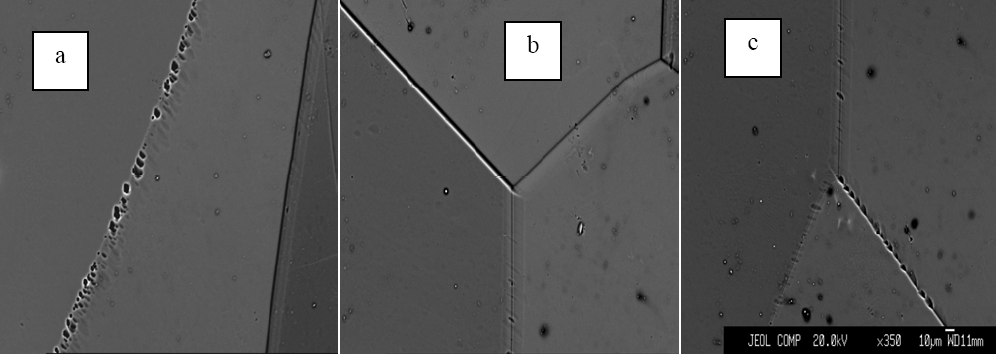 a
b
c
JEOL COMP 20.0kV x350 10μm WD11mm